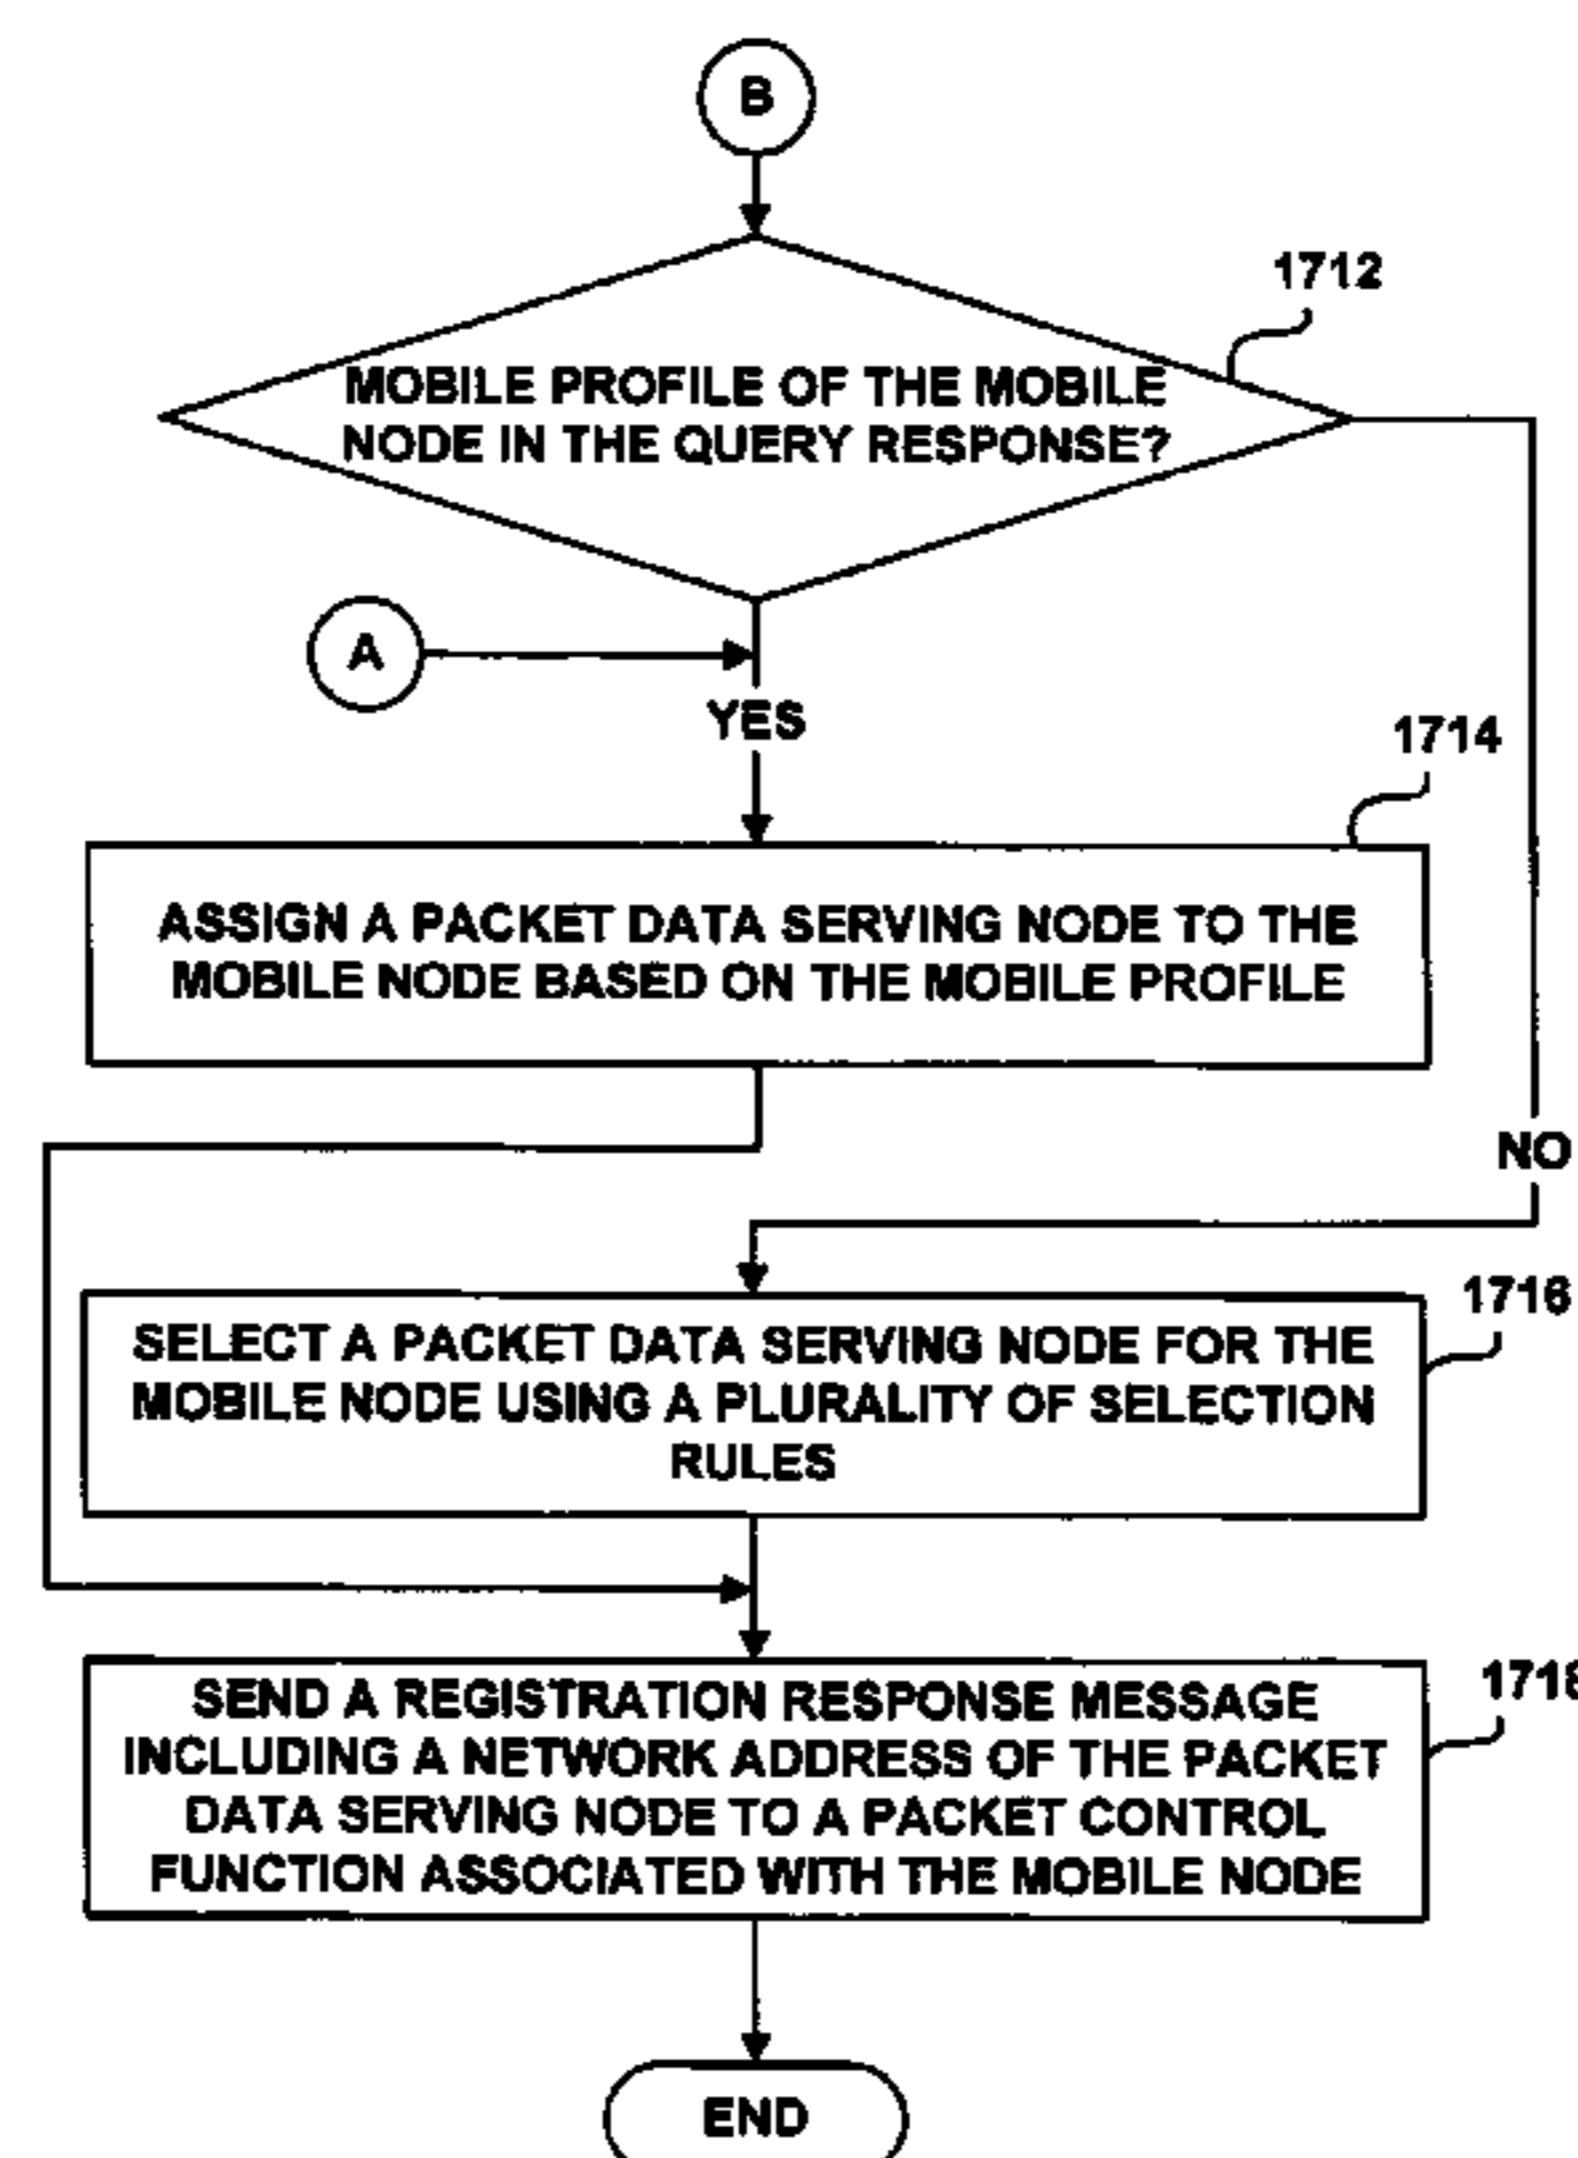 B
1712
MOBILE PROFILE OF THE MOBILE
NODE IN THE QUERY RESPONSE?
A
YES
1714
ASSIGN A PACKET DATA SERVING NODE TO THE
MOBILE NODE BASED ON THE MOBILE PROFILE
NO
1716
SELECT A PACKET DATA SERVING NODE FOR THE
MOBILE NODE USING A PLURALITY OF SELECTION
RULES
1718
SEND A REGISTRATION RESPONSE MESSAGE
INCLUDING A NETWORK ADDRESS OF THE PACKET
DATA SERVING NODE TO A PACKET CONTROL
FUNCTION ASSOCIATED WITH THE MOBILE NODE
END